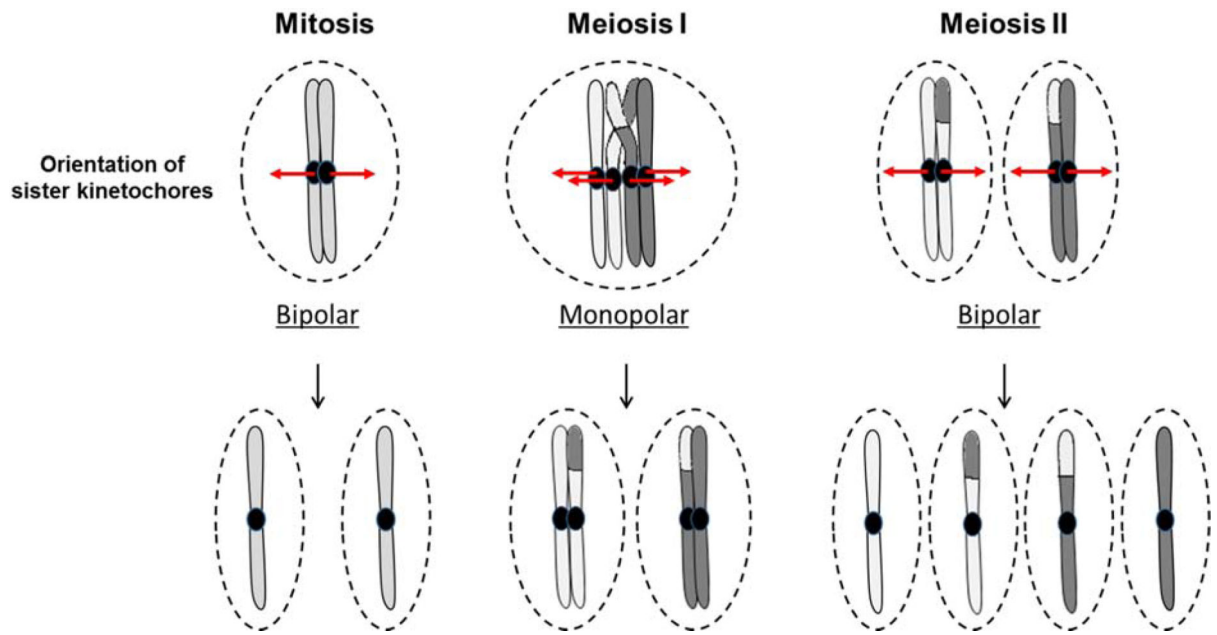 Mitosis
Meiosis I
Meiosis II
Orientation of
sister kinetochores
Bipolar
Monopolar
Bipolar